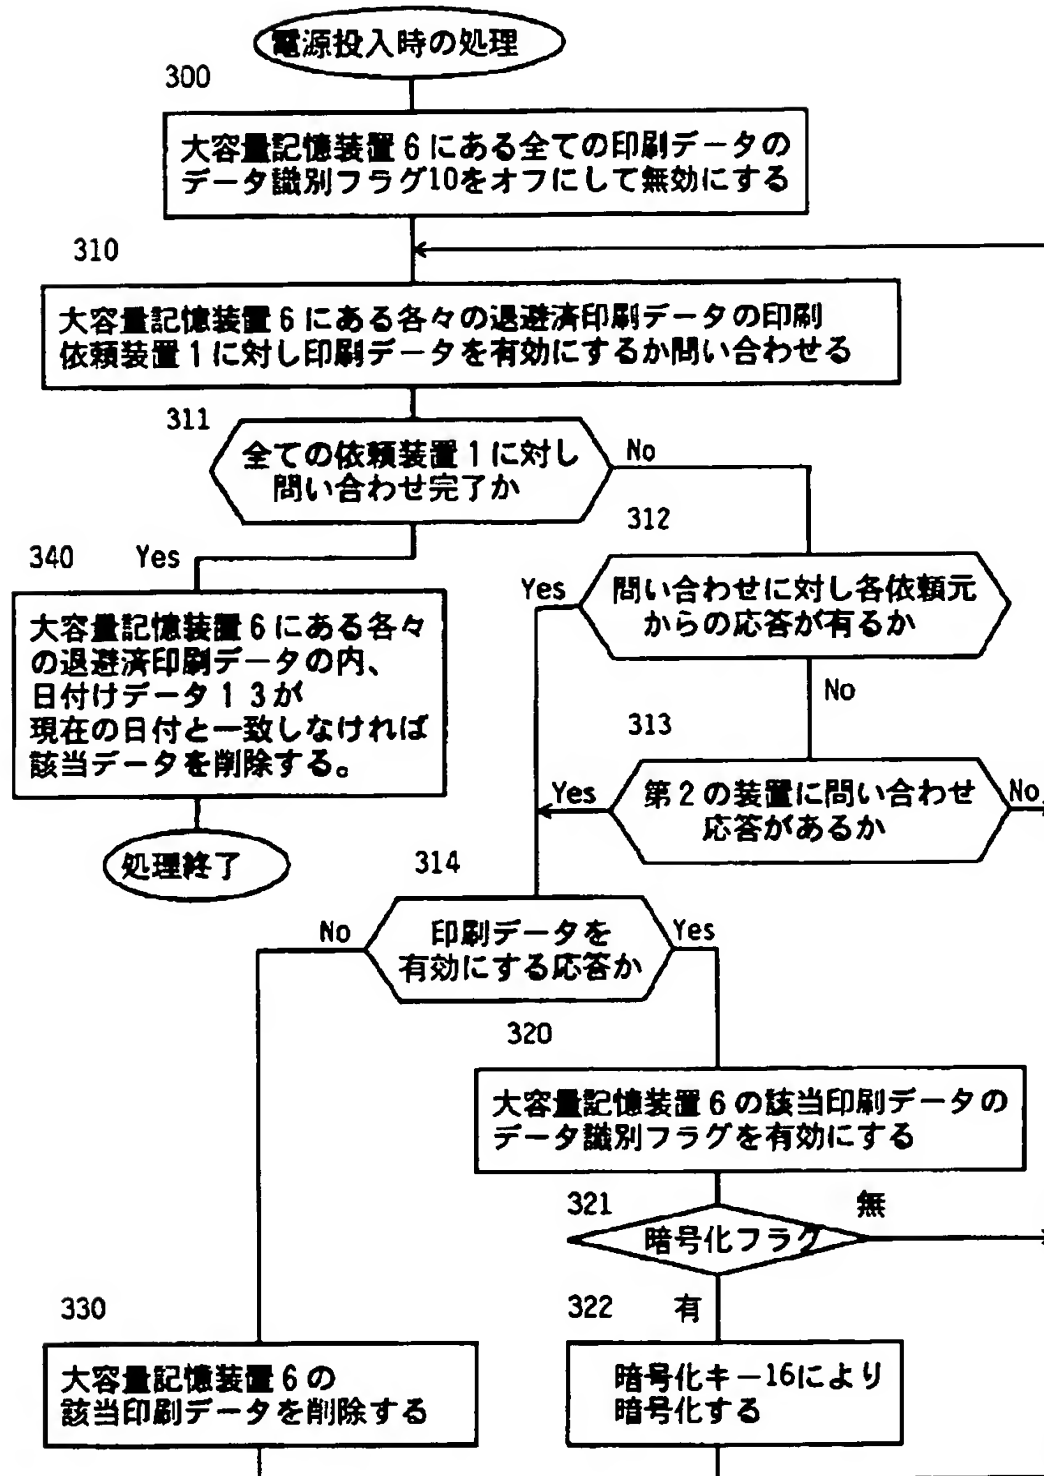 電源投入時の処理
300
大容量記憶装置6にある全ての印刷データの
データ識別フラグ10をオフにして無効にする
310
大容量記憶装置6にある各々の退避済印刷データの印刷
依頼装置1に対し印刷データを有効にするか問い合わせる
311
全ての依頼装置1に対し
問い合わせ完了か
No
312
340
Yes
Yes
問い合わせに対し各依頼元
からの応答が有るか
大容量記憶装置6にある各々
の退避済印刷データの内、
日付けデータ13が
現在の日付と一致しなければ
該当データを削除する。
No
313
Yes
第2の装置に問い合わせ
応答があるか
No
処理終了
314
No
印刷データを
有効にする応答か
Yes
320
大容量記憶装置6の該当印刷データの
データ識別フラグを有効にする
321
無
暗号化フラグ
330
322
有
大容量記憶装置6の
該当印刷データを削除する
暗号化キー16により
暗号化する